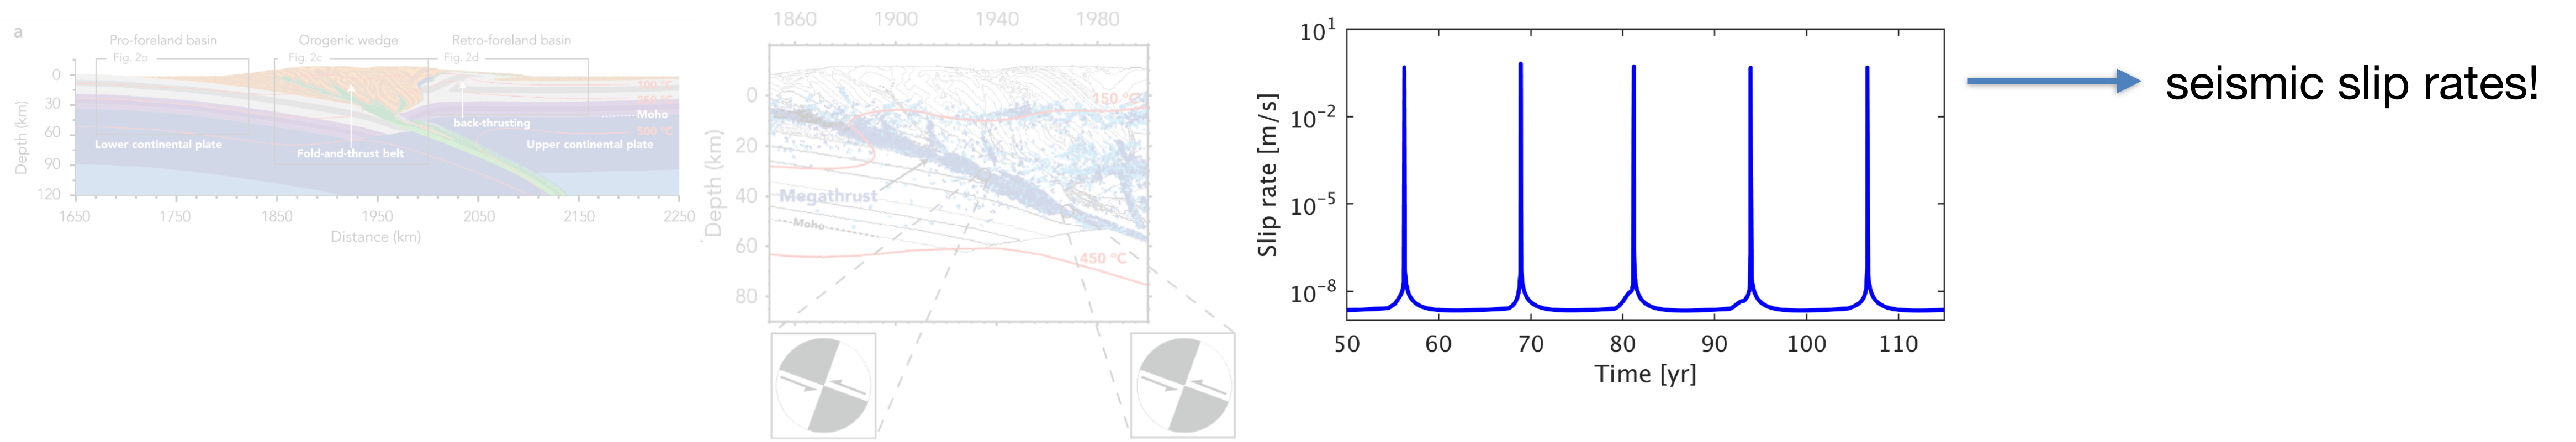 a
Pro-foreland basin
Orogenic wedge
Retro-foreland basin
Fig. 2b
Fig. 2c
Fig. 2d
0
30
60
90
120
Depth (km)
100 °C
Moho
500 °C
back-thrusting
Lower continental plate
Fold-and-thrust belt
Upper continental plate
1650 1750 1850 1950 2050 2150 2250
Distance (km)
1860 1900 1940 1980
0
20
40
60
80
Depth (km)
150 °C
Megathrust
Moho
450 °C
10¹
10⁻²
10⁻⁵
10⁻⁸
Slip rate [m/s]
50 60 70 80 90 100 110
Time [yr]
seismic slip rates!